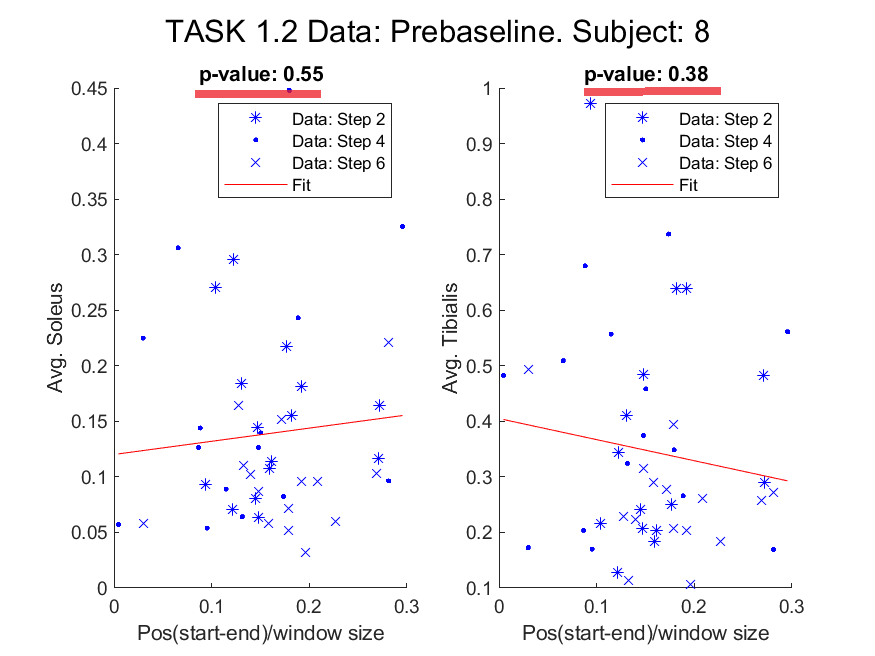 TASK 1.2 Data: Prebaseline. Subject: 8
p-value: 0.55
0.45
0.4
0.35
0.3
0.25
0.2
0.15
0.1
0.05
0
Avg. Soleus
Data: Step 2
Data: Step 4
Data: Step 6
Fit
0
0.1
0.2
0.3
Pos(start-end)/window size
p-value: 0.38
1
0.9
0.8
0.7
0.6
0.5
0.4
0.3
0.2
0.1
Avg. Tibialis
Data: Step 2
Data: Step 4
Data: Step 6
Fit
0
0.1
0.2
0.3
Pos(start-end)/window size